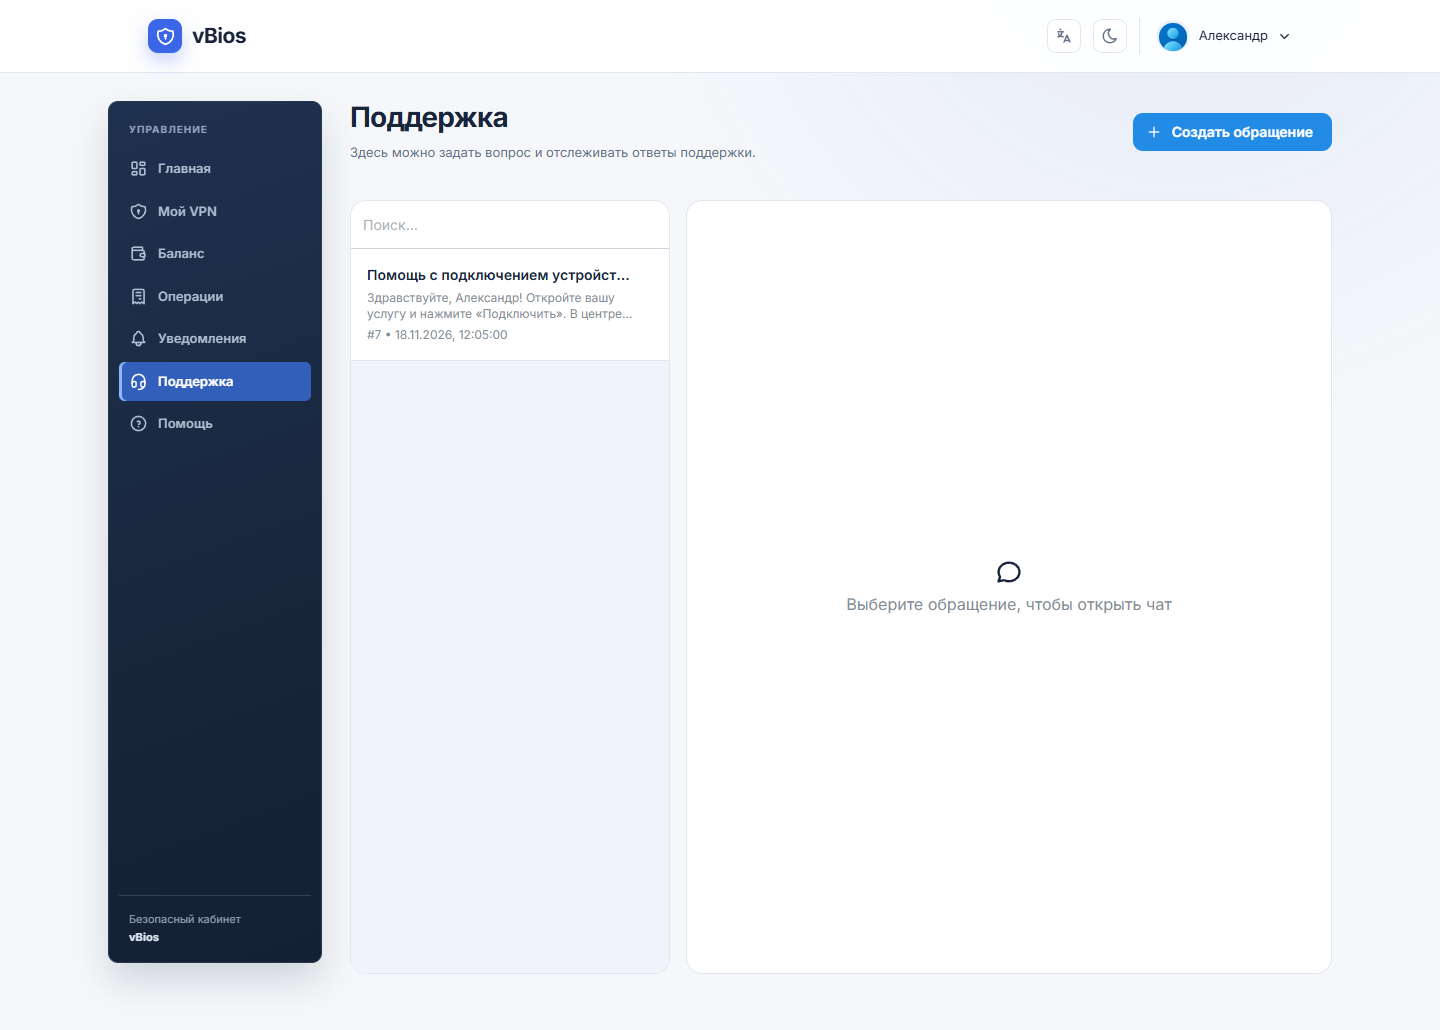 vBios
Александр
УПРАВЛЕНИЕ
Главная
Мой VPN
Баланс
Операции
Уведомления
Поддержка
Помощь
Безопасный кабинет
vBios
Поддержка
Здесь можно задать вопрос и отслеживать ответы поддержки.
Создать обращение
Поиск...
Помощь с подключением устройст...
Здравствуйте, Александр! Откройте вашу
услугу и нажмите «Подключить». В центре...
#7 • 18.11.2026, 12:05:00
Выберите обращение, чтобы открыть чат